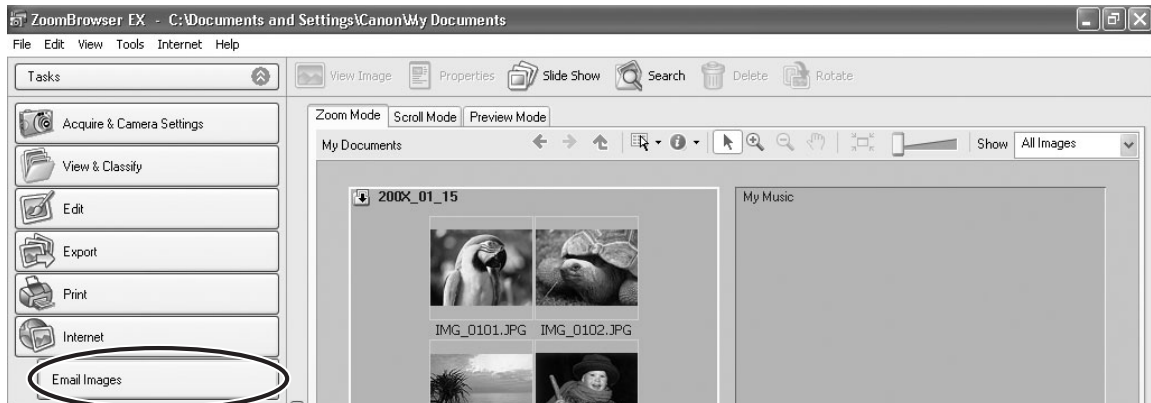 ZoomBrowser EX - C:\Documents and Settings\Canon\My Documents
File Edit View Tools Internet Help
Tasks
View Image Properties Slide Show Search Delete Rotate
Acquire & Camera Settings
View & Classify
Edit
Export
Print
Internet
Email Images
Zoom Mode Scroll Mode Preview Mode
My Documents Show All Images
200X_01_15
My Music
IMG_0101.JPG IMG_0102.JPG